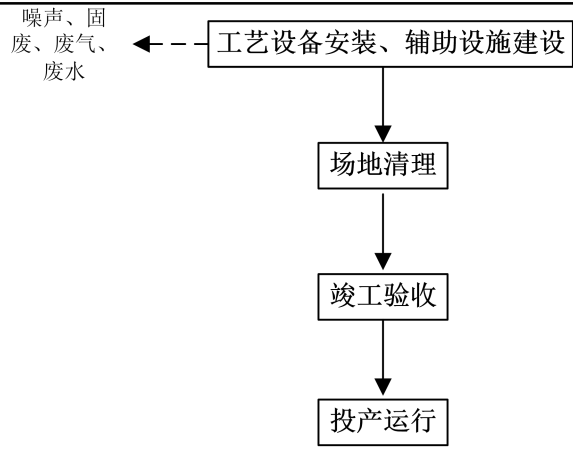 噪声、固
废、废气、
废水
工艺设备安装、辅助设施建设
场地清理
竣工验收
投产运行